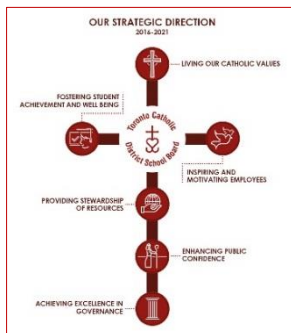 OUR STRATEGIC DIRECTION
2016-2021
LIVING OUR CATHOLIC VALUES
FOSTERING STUDENT
ACHIEVEMENT AND WELL BEING
Toronto Catholic
District School Board
INSPIRING AND
MOTIVATING EMPLOYEES
PROVIDING STEWARDSHIP
OF RESOURCES
ENHANCING PUBLIC
CONFIDENCE
ACHIEVING EXCELLENCE IN
GOVERNANCE